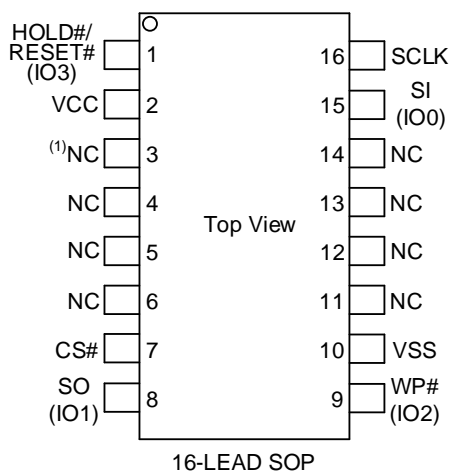 HOLD#/
RESET#
(IO3)
1
16
SCLK
VCC
2
15
SI
(IO0)
(1)NC
3
14
NC
NC
4
13
NC
Top View
NC
5
12
NC
NC
6
11
NC
CS#
7
10
VSS
SO
(IO1)
8
9
WP#
(IO2)
16-LEAD SOP